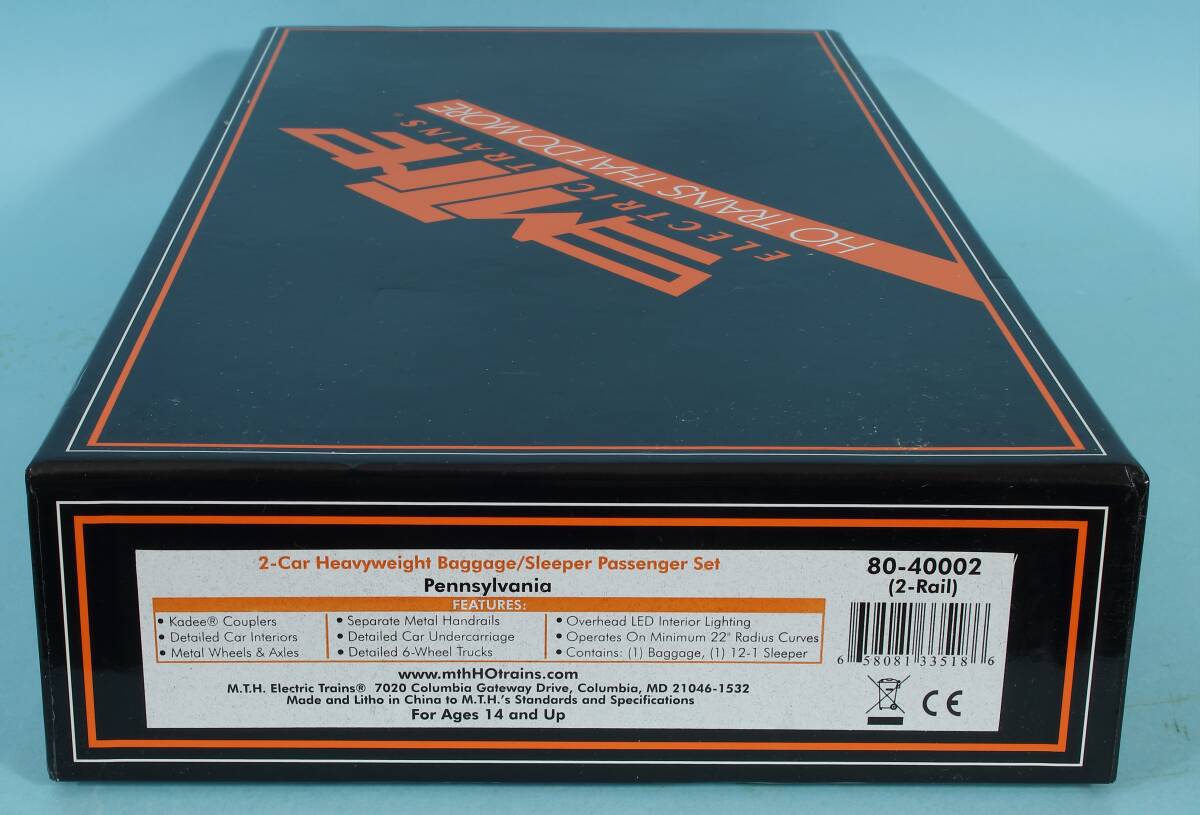 MTH
ELECTRIC TRAINS®
HO TRAINS THAT DO MORE
2-Car Heavyweight Baggage/Sleeper Passenger Set
Pennsylvania
FEATURES:
• Kadee® Couplers
• Detailed Car Interiors
• Metal Wheels & Axles
• Separate Metal Handrails
• Detailed Car Undercarriage
• Detailed 6-Wheel Trucks
• Overhead LED Interior Lighting
• Operates On Minimum 22" Radius Curves
• Contains: (1) Baggage, (1) 12-1 Sleeper
www.mthHOtrains.com
M.T.H. Electric Trains® 7020 Columbia Gateway Drive, Columbia, MD 21046-1532
Made and Litho in China to M.T.H.'s Standards and Specifications
For Ages 14 and Up
80-40002
(2-Rail)
6 58081 33518 6
CE